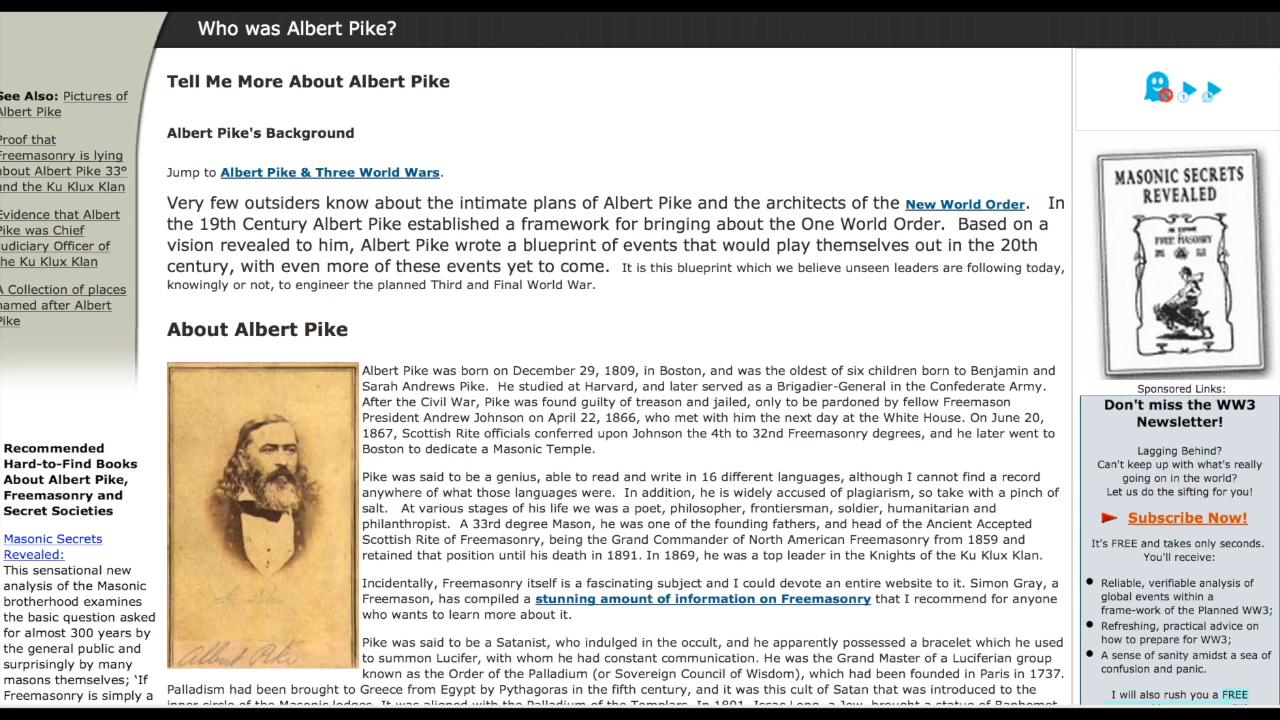 Who was Albert Pike?
See Also: Pictures of
Albert Pike
Proof that
Freemasonry is lying
about Albert Pike 33º
and the Ku Klux Klan
Evidence that Albert
Pike was Chief
Judiciary Officer of
the Ku Klux Klan
A Collection of places
named after Albert
Pike
Recommended
Hard-to-Find Books
About Albert Pike,
Freemasonry and
Secret Societies
Masonic Secrets
Revealed:
This sensational new
analysis of the Masonic
brotherhood examines
the basic question asked
for almost 300 years by
the general public and
surprisingly by many
masons themselves; 'If
Freemasonry is simply a
Tell Me More About Albert Pike
Albert Pike's Background
Jump to Albert Pike & Three World Wars.
Very few outsiders know about the intimate plans of Albert Pike and the architects of the New World Order. In
the 19th Century Albert Pike established a framework for bringing about the One World Order. Based on a
vision revealed to him, Albert Pike wrote a blueprint of events that would play themselves out in the 20th
century, with even more of these events yet to come. It is this blueprint which we believe unseen leaders are following today,
knowingly or not, to engineer the planned Third and Final World War.
About Albert Pike
Albert Pike was born on December 29, 1809, in Boston, and was the oldest of six children born to Benjamin and
Sarah Andrews Pike. He studied at Harvard, and later served as a Brigadier-General in the Confederate Army.
After the Civil War, Pike was found guilty of treason and jailed, only to be pardoned by fellow Freemason
President Andrew Johnson on April 22, 1866, who met with him the next day at the White House. On June 20,
1867, Scottish Rite officials conferred upon Johnson the 4th to 32nd Freemasonry degrees, and he later went to
Boston to dedicate a Masonic Temple.
Pike was said to be a genius, able to read and write in 16 different languages, although I cannot find a record
anywhere of what those languages were. In addition, he is widely accused of plagiarism, so take with a pinch of
salt. At various stages of his life we was a poet, philosopher, frontiersman, soldier, humanitarian and
philanthropist. A 33rd degree Mason, he was one of the founding fathers, and head of the Ancient Accepted
Scottish Rite of Freemasonry, being the Grand Commander of North American Freemasonry from 1859 and
retained that position until his death in 1891. In 1869, he was a top leader in the Knights of the Ku Klux Klan.
Incidentally, Freemasonry itself is a fascinating subject and I could devote an entire website to it. Simon Gray, a
Freemason, has compiled a stunning amount of information on Freemasonry that I recommend for anyone
who wants to learn more about it.
Pike was said to be a Satanist, who indulged in the occult, and he apparently possessed a bracelet which he used
to summon Lucifer, with whom he had constant communication. He was the Grand Master of a Luciferian group
known as the Order of the Palladium (or Sovereign Council of Wisdom), which had been founded in Paris in 1737.
Palladism had been brought to Greece from Egypt by Pythagoras in the fifth century, and it was this cult of Satan that was introduced to the
inner circle of the Masonic lodges. It was aligned with the Palladium of the Templars. In 1801, Issac Long, a Jew, brought a statue of Baphomet
Albert Pike
MASONIC SECRETS
REVEALED
FREE MASONRY
Sponsored Links:
Don't miss the WW3
Newsletter!
Lagging Behind?
Can't keep up with what's really
going on in the world?
Let us do the sifting for you!
Subscribe Now!
It's FREE and takes only seconds.
You'll receive:
Reliable, verifiable analysis of
global events within a
frame-work of the Planned WW3;
Refreshing, practical advice on
how to prepare for WW3;
A sense of sanity amidst a sea of
confusion and panic.
I will also rush you a FREE